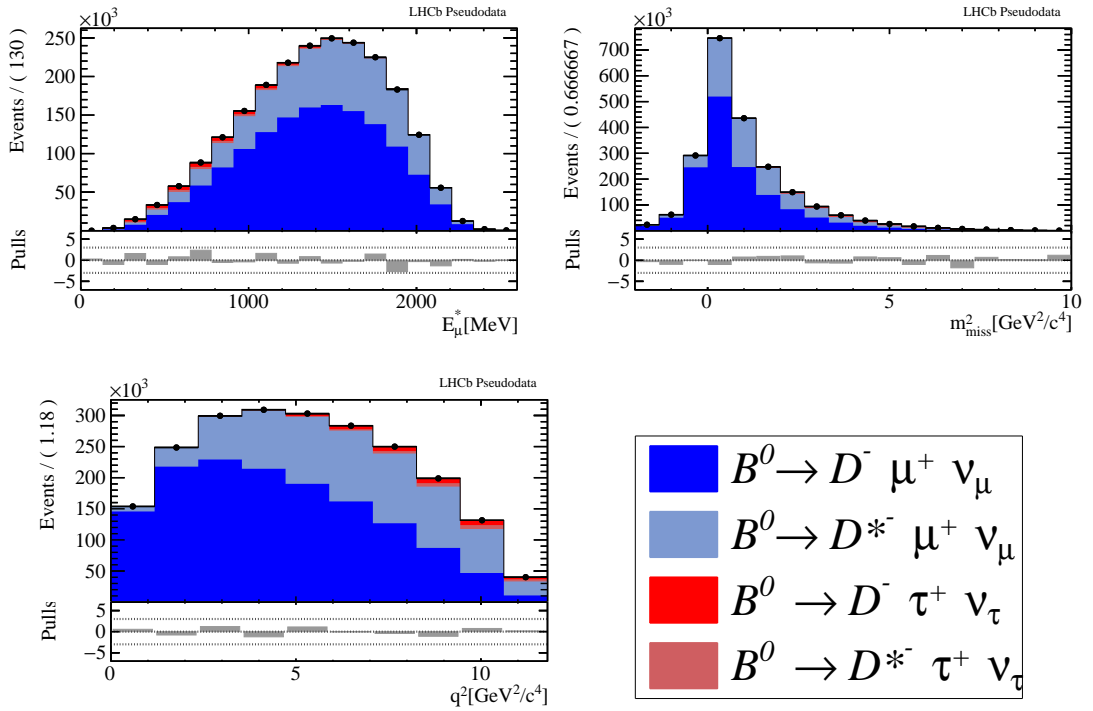 ×10³ LHCb Pseudodata
Events / ( 130 )
250
200
150
100
50
Pulls
5
0
−5
0 1000 2000
E*μ[MeV]
×10³ LHCb Pseudodata
Events / ( 0.666667 )
700
600
500
400
300
200
100
Pulls
5
0
−5
0 5 10
m²miss[GeV²/c⁴]
×10³ LHCb Pseudodata
Events / ( 1.18 )
300
250
200
150
100
50
Pulls
5
0
−5
0 5 10
q²[GeV²/c⁴]
B⁰ → D⁻ μ⁺ νμ
B⁰ → D*⁻ μ⁺ νμ
B⁰ → D⁻ τ⁺ ντ
B⁰ → D*⁻ τ⁺ ντ